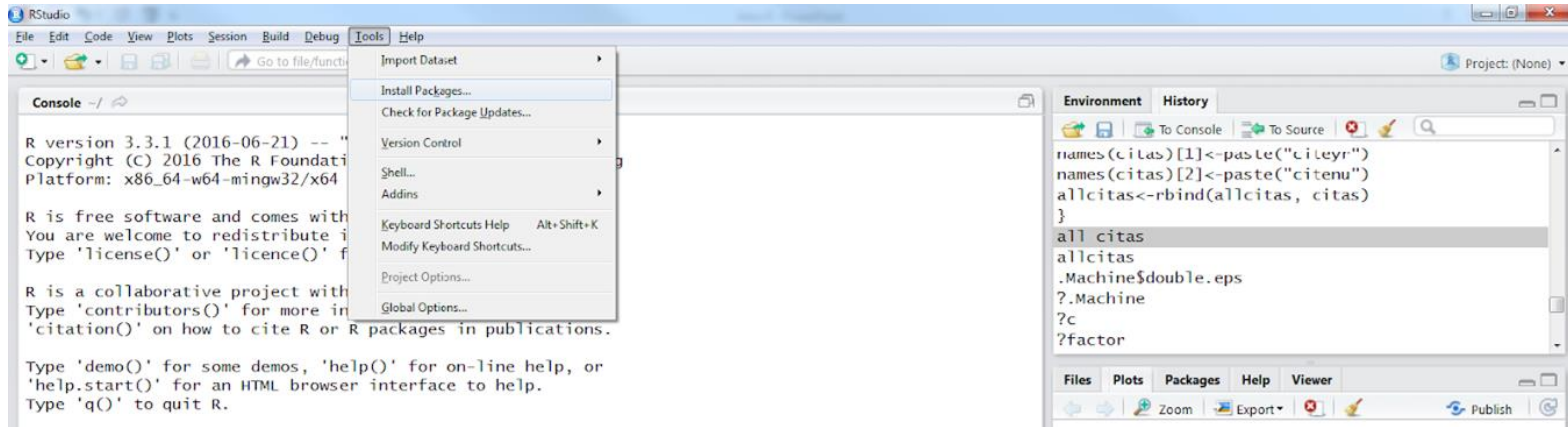 RStudio
File Edit Code View Plots Session Build Debug Tools Help
Go to file/functi
Project: (None)
Import Dataset
Install Packages...
Check for Package Updates...
Version Control
Shell...
Addins
Keyboard Shortcuts Help Alt+Shift+K
Modify Keyboard Shortcuts...
Project Options...
Global Options...
Console ~/
R version 3.3.1 (2016-06-21) -- "
Copyright (C) 2016 The R Foundati g
Platform: x86_64-w64-mingw32/x64
R is free software and comes with
You are welcome to redistribute i
Type 'license()' or 'licence()' f
R is a collaborative project with
Type 'contributors()' for more in
'citation()' on how to cite R or R packages in publications.
Type 'demo()' for some demos, 'help()' for on-line help, or
'help.start()' for an HTML browser interface to help.
Type 'q()' to quit R.
Environment History
To Console To Source
names(citas)[1]<-paste("citeyr")
names(citas)[2]<-paste("citenu")
allcitas<-rbind(allcitas, citas)
}
all citas
allcitas
.Machine$double.eps
?.Machine
?c
?factor
Files Plots Packages Help Viewer
Zoom Export Publish